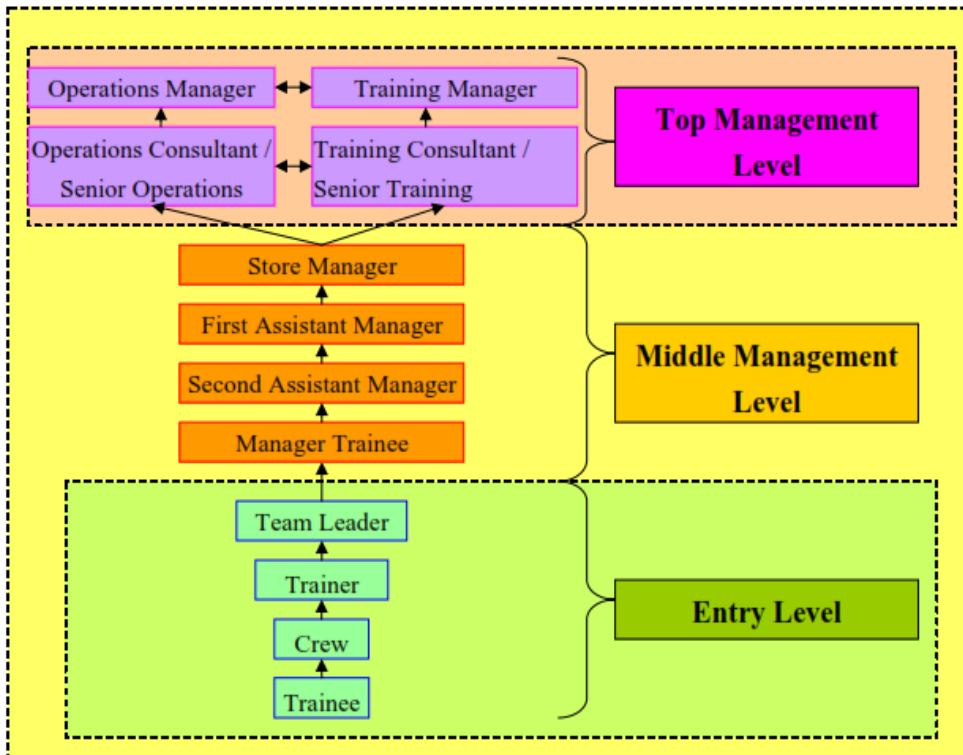 Operations Manager
Training Manager
Top Management
Level
Operations Consultant /
Senior Operations
Training Consultant /
Senior Training
Store Manager
First Assistant Manager
Second Assistant Manager
Manager Trainee
Middle Management
Level
Team Leader
Trainer
Crew
Trainee
Entry Level